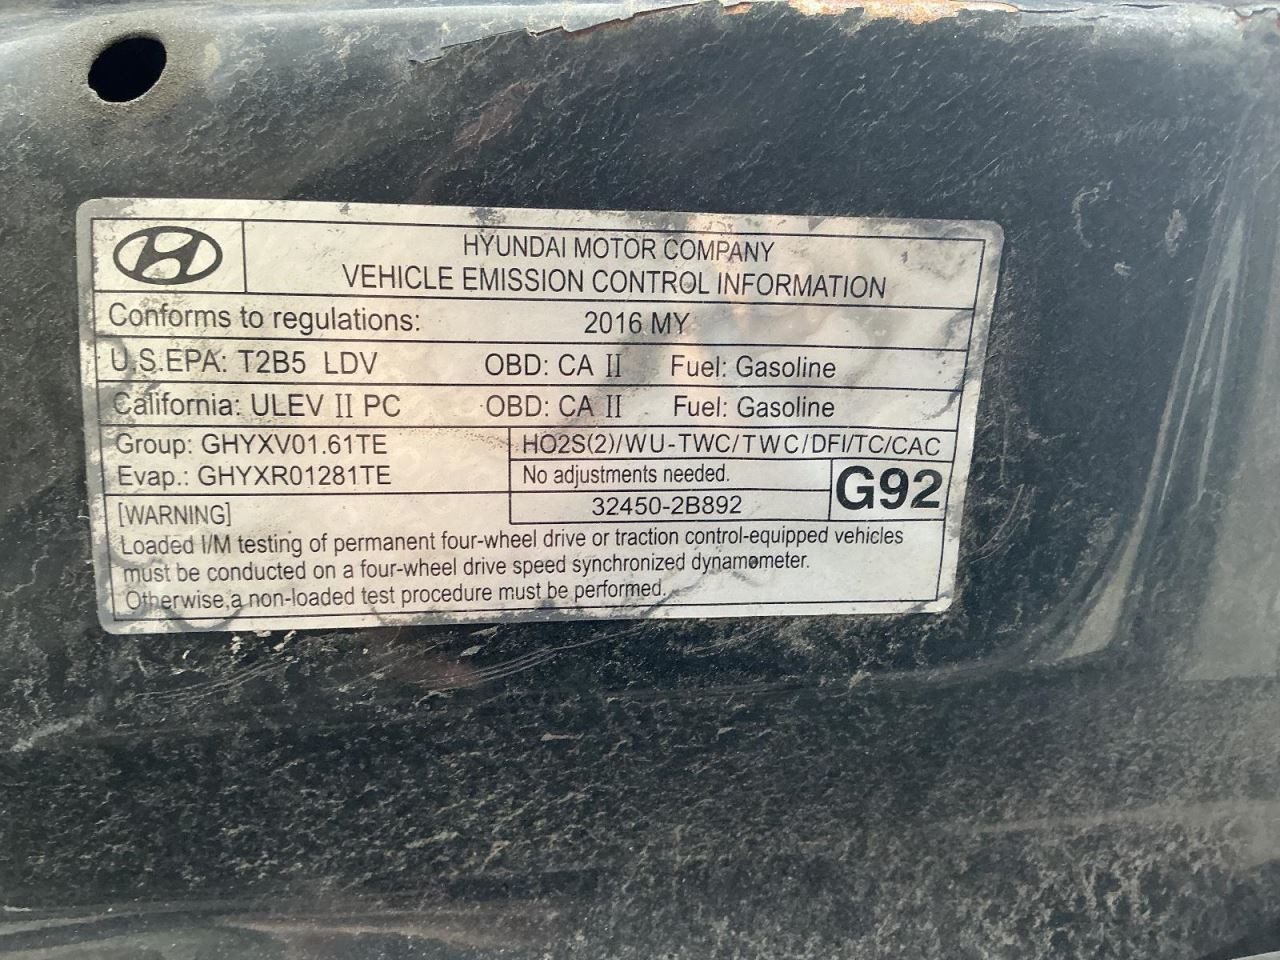 HYUNDAI MOTOR COMPANY
VEHICLE EMISSION CONTROL INFORMATION
Conforms to regulations: 2016 MY
U.S.EPA: T2B5 LDV OBD: CA II Fuel: Gasoline
California: ULEV II PC OBD: CA II Fuel: Gasoline
Group: GHYXV01.61TE HO2S(2)/WU-TWC/TWC/DFI/TC/CAC
Evap.: GHYXR01281TE No adjustments needed. G92
[WARNING] 32450-2B892
Loaded I/M testing of permanent four-wheel drive or traction control-equipped vehicles
must be conducted on a four-wheel drive speed synchronized dynamometer.
Otherwise,a non-loaded test procedure must be performed.